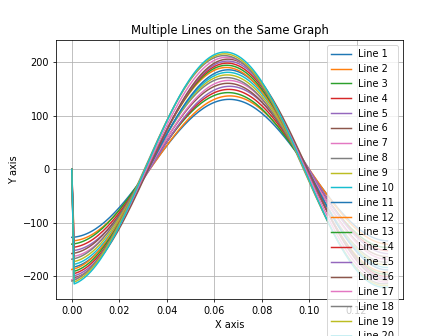 Multiple Lines on the Same Graph
Y axis
200
100
0
−100
−200
0.00
0.02
0.04
0.06
0.08
0.10
X axis
Line 1
Line 2
Line 3
Line 4
Line 5
Line 6
Line 7
Line 8
Line 9
Line 10
Line 11
Line 12
Line 13
Line 14
Line 15
Line 16
Line 17
Line 18
Line 19
Line 20